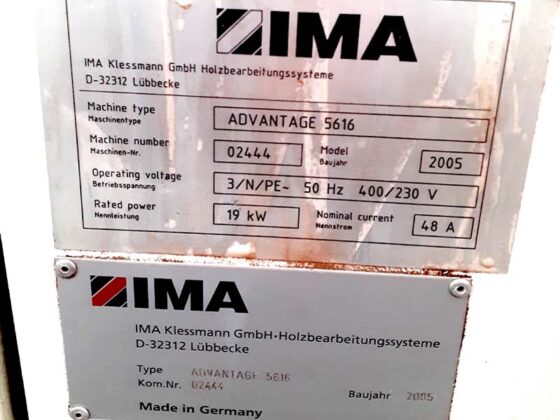 IMA
IMA Klessmann GmbH Holzbearbeitungssysteme
D-32312 Lübbecke
Machine type ADVANTAGE 5616
Maschinentype
Machine number 02444 Model 2005
Maschinen-Nr. Baujahr
Operating voltage 3/N/PE~ 50 Hz 400/230 V
Betriebsspannung
Rated power 19 kW Nominal current 48 A
Nennleistung Nennstrom
IMA
IMA Klessmann GmbH•Holzbearbeitungssysteme
D-32312 Lübbecke
Type ADVANTAGE 5616
Kom.Nr. 02444 Baujahr 2005
Made in Germany